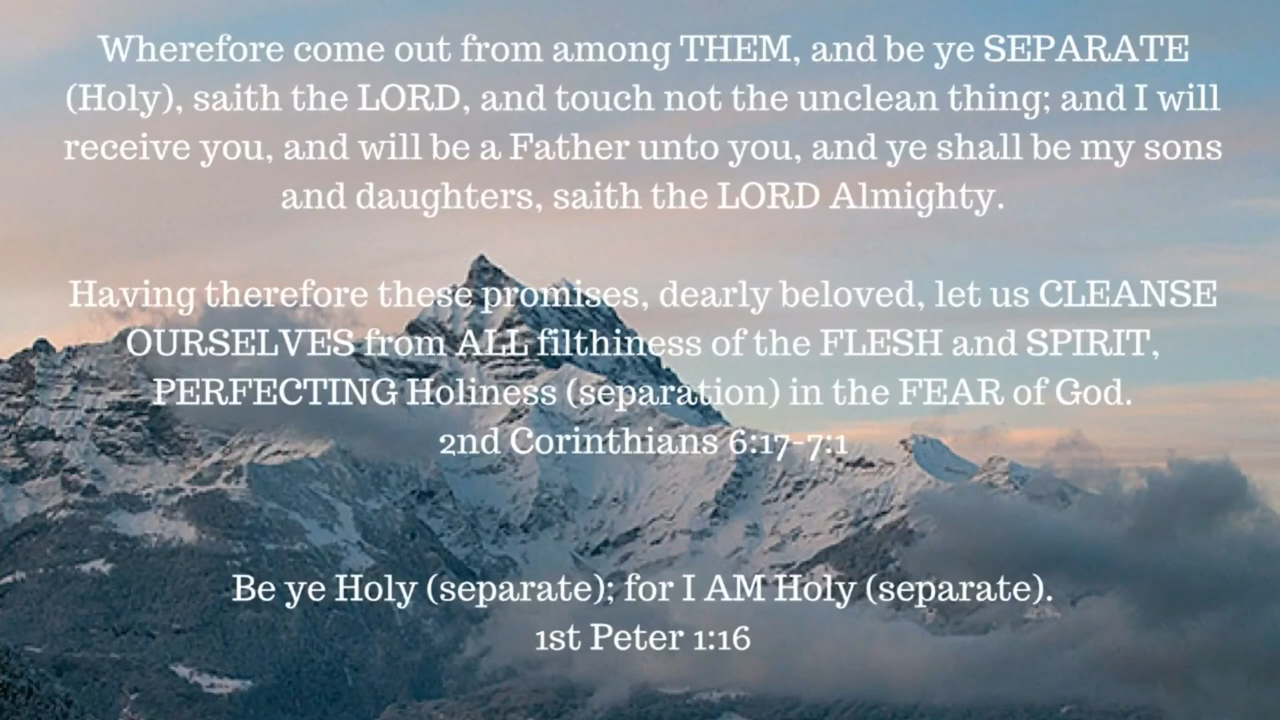 Wherefore come out from among THEM, and be ye SEPARATE
(Holy), saith the LORD, and touch not the unclean thing; and I will
receive you, and will be a Father unto you, and ye shall be my sons
and daughters, saith the LORD Almighty.
Having therefore these promises, dearly beloved, let us CLEANSE
OURSELVES from ALL filthiness of the FLESH and SPIRIT,
PERFECTING Holiness (separation) in the FEAR of God.
2nd Corinthians 6:17-7:1
Be ye Holy (separate); for I AM Holy (separate).
1st Peter 1:16